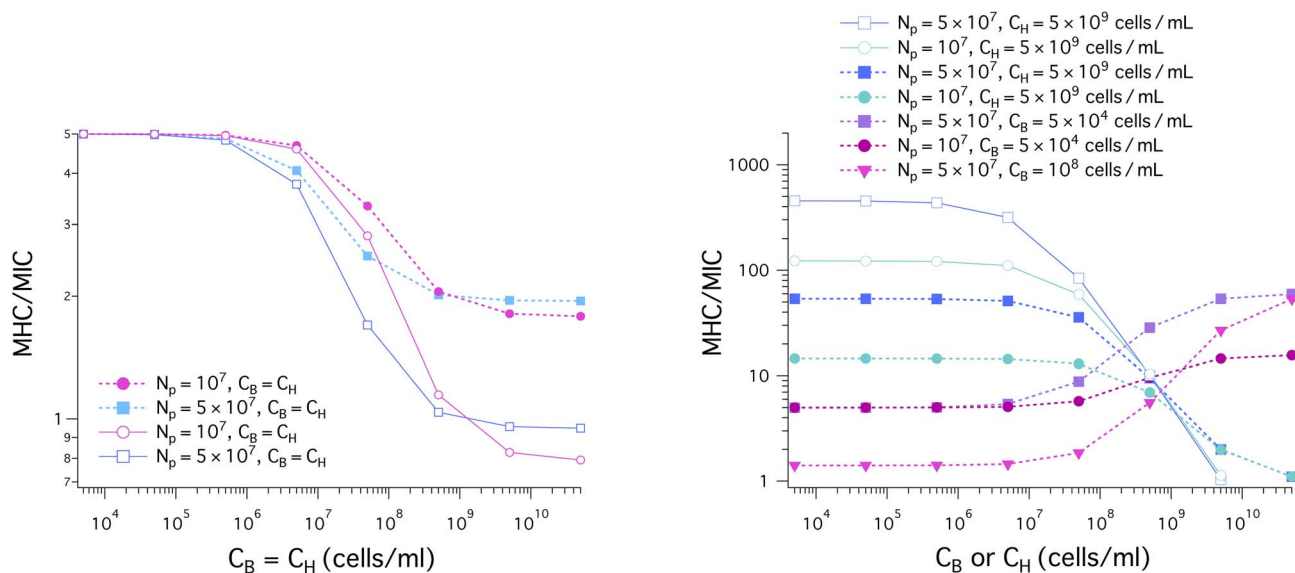 MHC/MIC
5
4
3
2
1
9
8
7
N_p = 10^7, C_B = C_H
N_p = 5 × 10^7, C_B = C_H
N_p = 10^7, C_B = C_H
N_p = 5 × 10^7, C_B = C_H
10^4 10^5 10^6 10^7 10^8 10^9 10^10
C_B = C_H (cells/ml)
N_p = 5 × 10^7, C_H = 5 × 10^9 cells / mL
N_p = 10^7, C_H = 5 × 10^9 cells / mL
N_p = 5 × 10^7, C_H = 5 × 10^9 cells / mL
N_p = 10^7, C_H = 5 × 10^9 cells / mL
N_p = 5 × 10^7, C_B = 5 × 10^4 cells / mL
N_p = 10^7, C_B = 5 × 10^4 cells / mL
N_p = 5 × 10^7, C_B = 10^8 cells / mL
MHC/MIC
1000
100
10
1
10^4 10^5 10^6 10^7 10^8 10^9 10^10
C_B or C_H (cells/ml)